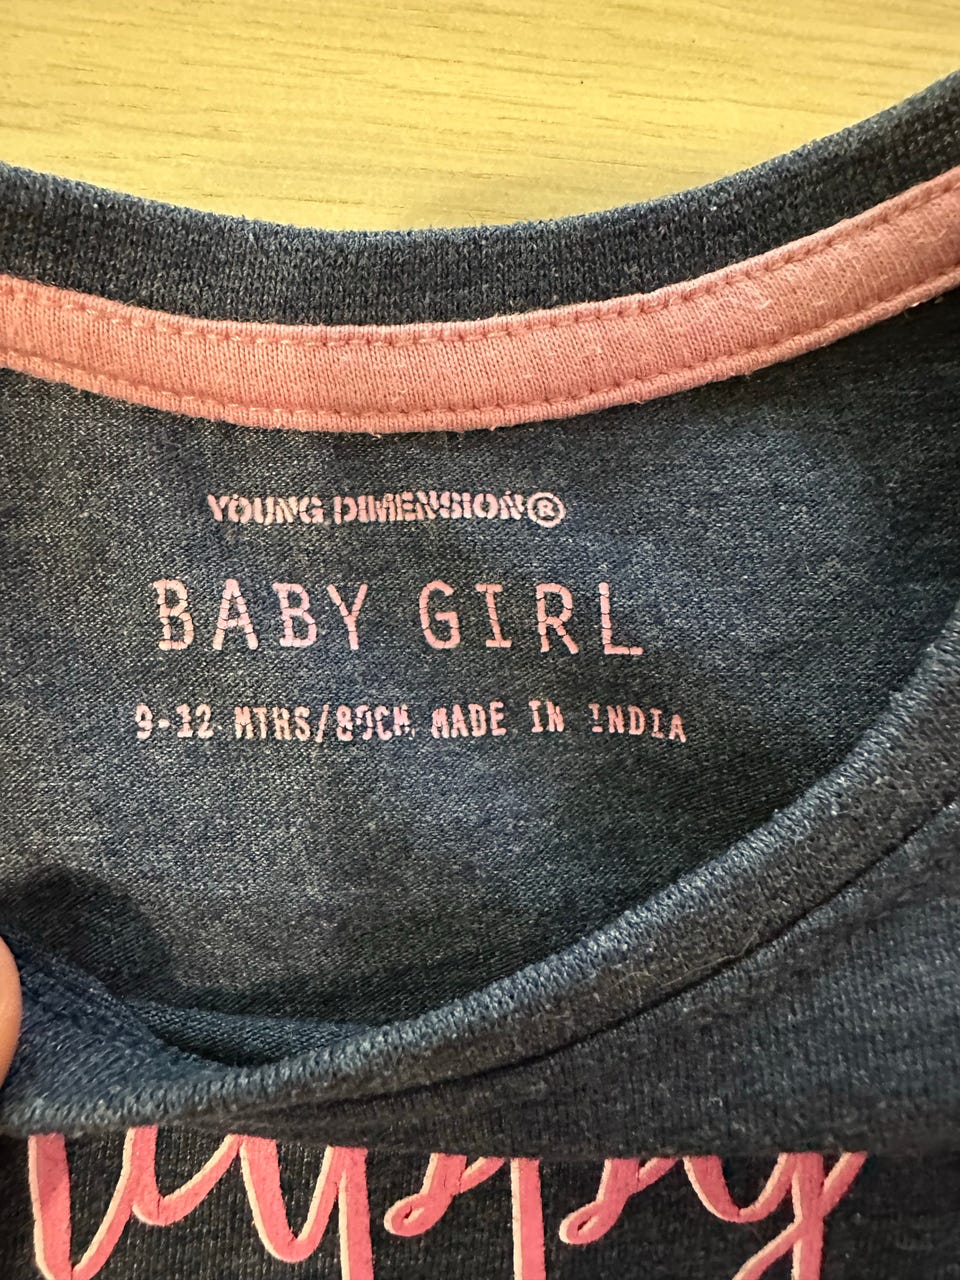 YOUNG DIMENSION®
BABY GIRL
9-12 MTHS/80CM MADE IN INDIA